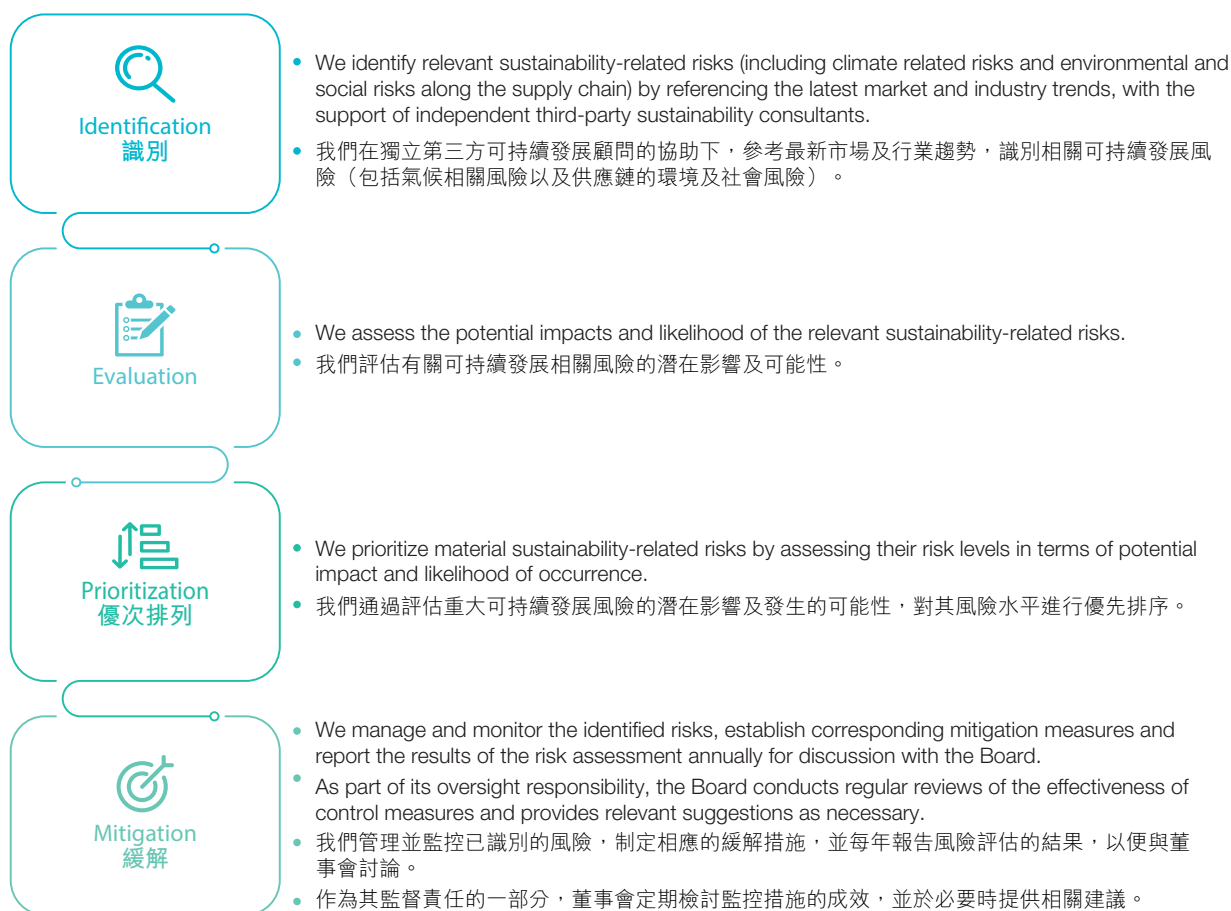 Identification
識別
• We identify relevant sustainability-related risks (including climate related risks and environmental and
social risks along the supply chain) by referencing the latest market and industry trends, with the
support of independent third-party sustainability consultants.
• 我們在獨立第三方可持續發展顧問的協助下，參考最新市場及行業趨勢，識別相關可持續發展風
險（包括氣候相關風險以及供應鏈的環境及社會風險）。
Evaluation
• We assess the potential impacts and likelihood of the relevant sustainability-related risks.
• 我們評估有關可持續發展相關風險的潛在影響及可能性。
Prioritization
優次排列
• We prioritize material sustainability-related risks by assessing their risk levels in terms of potential
impact and likelihood of occurrence.
• 我們通過評估重大可持續發展風險的潛在影響及發生的可能性，對其風險水平進行優先排序。
Mitigation
緩解
• We manage and monitor the identified risks, establish corresponding mitigation measures and
report the results of the risk assessment annually for discussion with the Board.
• As part of its oversight responsibility, the Board conducts regular reviews of the effectiveness of
control measures and provides relevant suggestions as necessary.
• 我們管理並監控已識別的風險，制定相應的緩解措施，並每年報告風險評估的結果，以便與董
事會討論。
• 作為其監督責任的一部分，董事會定期檢討監控措施的成效，並於必要時提供相關建議。